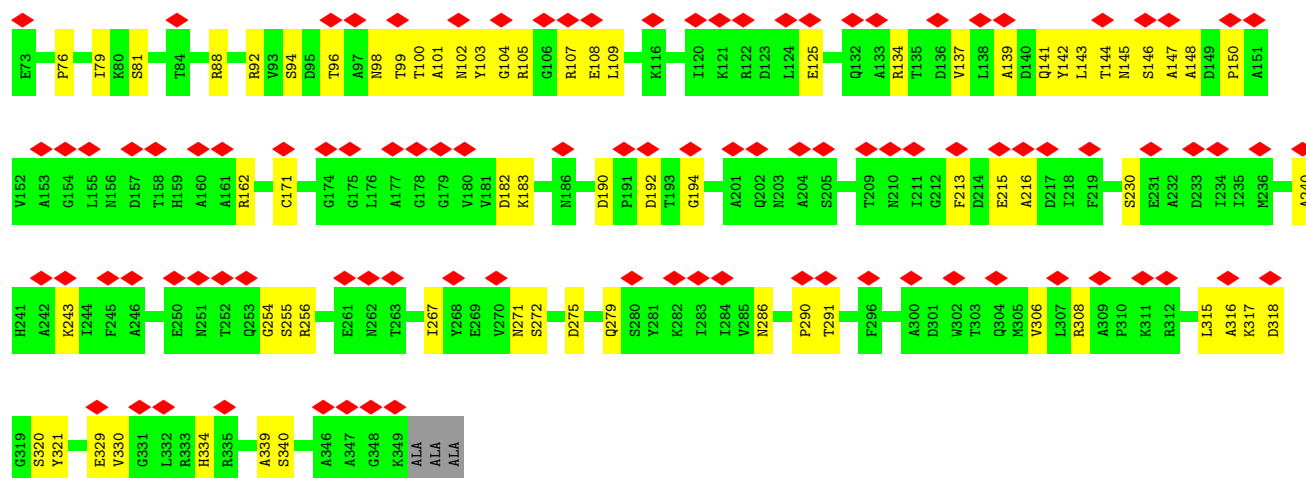 E73 P76 I79 K80 S81 T84 R88 R92 V93 S94 D95 T96 A97 N98 T99 T100 A101 N102 Y103 G104 R105 G106 R107 E108 L109 K116 I120 K121 R122 D123 L124 E125 Q132 A133 R134 T135 D136 V137 L138 A139 D140 Q141 Y142 L143 T144 N145 S146 A147 A148 D149 P150 A151
V152 A153 G154 L155 N156 D157 T158 H159 A160 A161 R162 C171 G174 G175 L176 A177 G178 G179 V180 V181 D182 K183 N186 D190 P191 D192 T193 G194 A201 Q202 N203 A204 S205 T209 N210 I211 G212 F213 D214 E215 A216 D217 I218 F219 S230 E231 A232 D233 I234 I235 M236 A240
H241 A242 K243 I244 F245 A246 E250 N251 T252 Q253 G254 S255 R256 E261 N262 T263 I267 Y268 E269 V270 N271 S272 D275 Q279 S280 Y281 K282 I283 I284 V285 N286 P290 T291 F296 A300 D301 W302 T303 Q304 M305 V306 L307 R308 A309 P310 K311 R312 L315 A316 K317 D318
G319 S320 Y321 E329 V330 G331 L332 R333 H334 R335 A339 S340 A346 A347 G348 K349 ALA ALA ALA